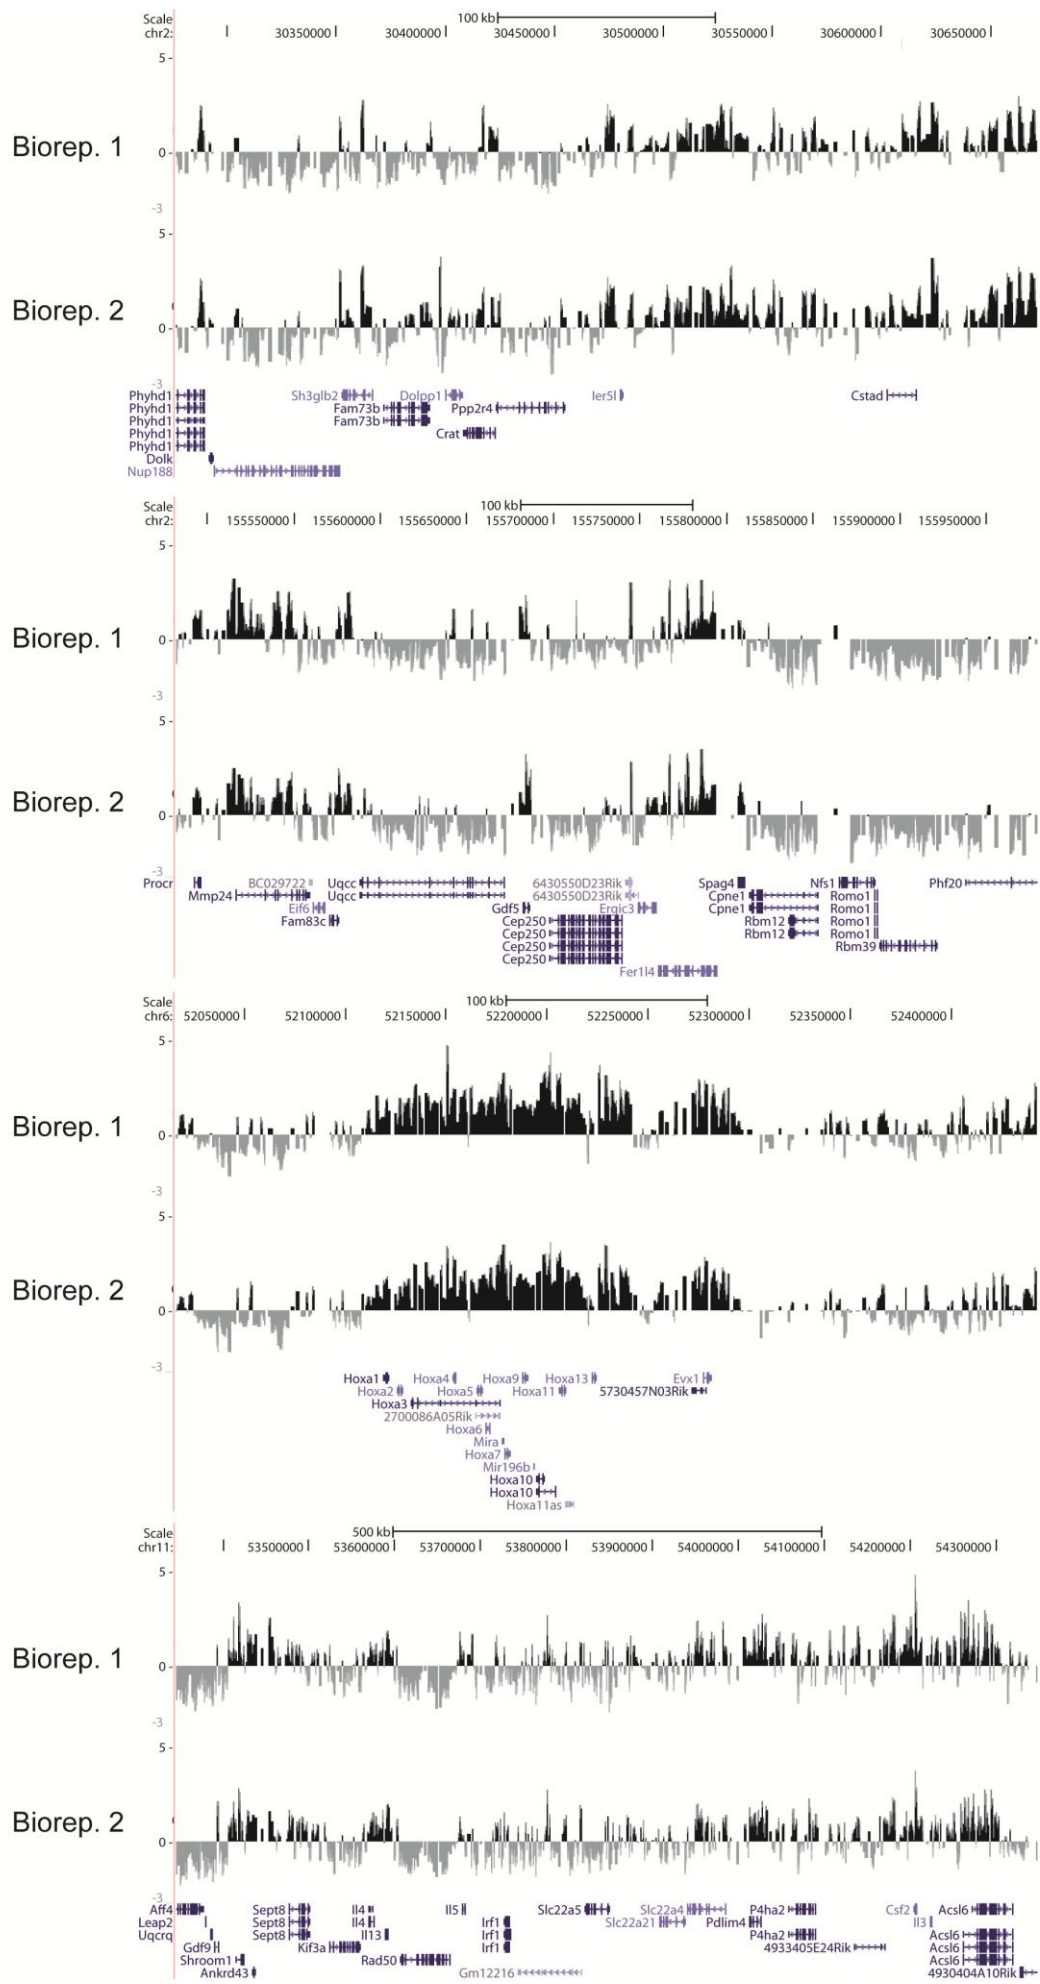 Scale 100 kb
chr2: 30350000 30400000 30450000 30500000 30550000 30600000 30650000
5
Biorep. 1
0
-3
5
Biorep. 2
0
-3
Phyhd1 Sh3glb2 Dolpp1 Ier5l Cstad
Phyhd1 Fam73b Ppp2r4
Phyhd1 Fam73b
Phyhd1 Crat
Phyhd1
Dolk
Nup188
Scale 100 kb
chr2: 155550000 155600000 155650000 155700000 155750000 155800000 155850000 155900000 155950000
5
Biorep. 1
0
-3
5
Biorep. 2
0
-3
Procr BC029722 Uqcc 6430550D23Rik Spag4 Nfs1 Phf20
Mmp24 Uqcc 6430550D23Rik Cpne1 Romo1
Eif6 Gdf5 Ergic3 Cpne1 Romo1
Fam83c Cep250 Rbm12 Romo1
Cep250 Rbm12 Romo1
Cep250 Rbm39
Cep250
Fer1l4
Scale 100 kb
chr6: 52050000 52100000 52150000 52200000 52250000 52300000 52350000 52400000
5
Biorep. 1
0
-3
5
Biorep. 2
0
-3
Hoxa1 Hoxa4 Hoxa9 Hoxa13 Evx1
Hoxa2 Hoxa5 Hoxa11 5730457N03Rik
Hoxa3
2700086A05Rik
Hoxa6
Mira
Hoxa7
Mir196b
Hoxa10
Hoxa10
Hoxa11as
Scale 500 kb
chr11: 53500000 53600000 53700000 53800000 53900000 54000000 54100000 54200000 54300000
5
Biorep. 1
0
-3
5
Biorep. 2
0
-3
Aff4 Sept8 Il4 Il5 Slc22a5 Slc22a4 P4ha2 Csf2 Acsl6
Leap2 Sept8 Il4 Irf1 Slc22a21 Pdlim4 Il3
Uqcrq Sept8 Il13 Irf1 P4ha2 Acsl6
Gdf9 Kif3a Irf1 4933405E24Rik Acsl6
Shroom1 Rad50 Acsl6
Ankrd43 Gm12216 4930404A10Rik